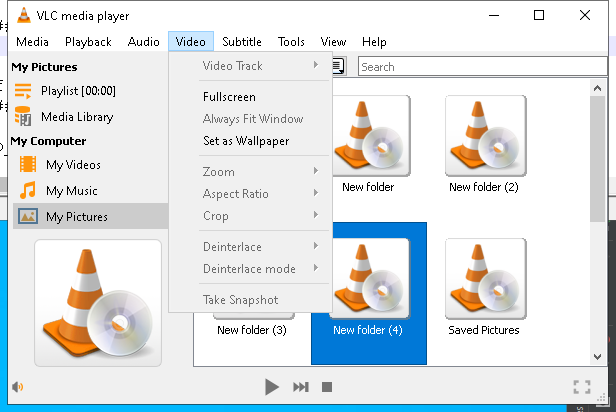 VLC media player
Media Playback Audio Video Subtitle Tools View Help
My Pictures
Playlist [00:00]
Media Library
My Computer
My Videos
My Music
My Pictures
Video Track
Fullscreen
Always Fit Window
Set as Wallpaper
Zoom
Aspect Ratio
Crop
Deinterlace
Deinterlace mode
Take Snapshot
Search
New folder
New folder (2)
New folder (3)
New folder (4)
Saved Pictures